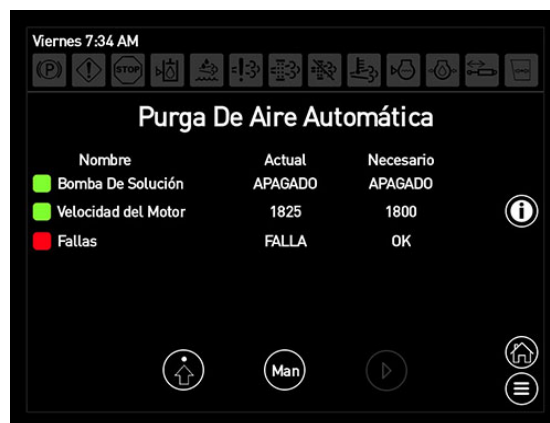 Viernes 7:34 AM
STOP
Purga De Aire Automática
Nombre Actual Necesario
Bomba De Solución APAGADO APAGADO
Velocidad del Motor 1825 1800
Fallas FALLA OK
Man